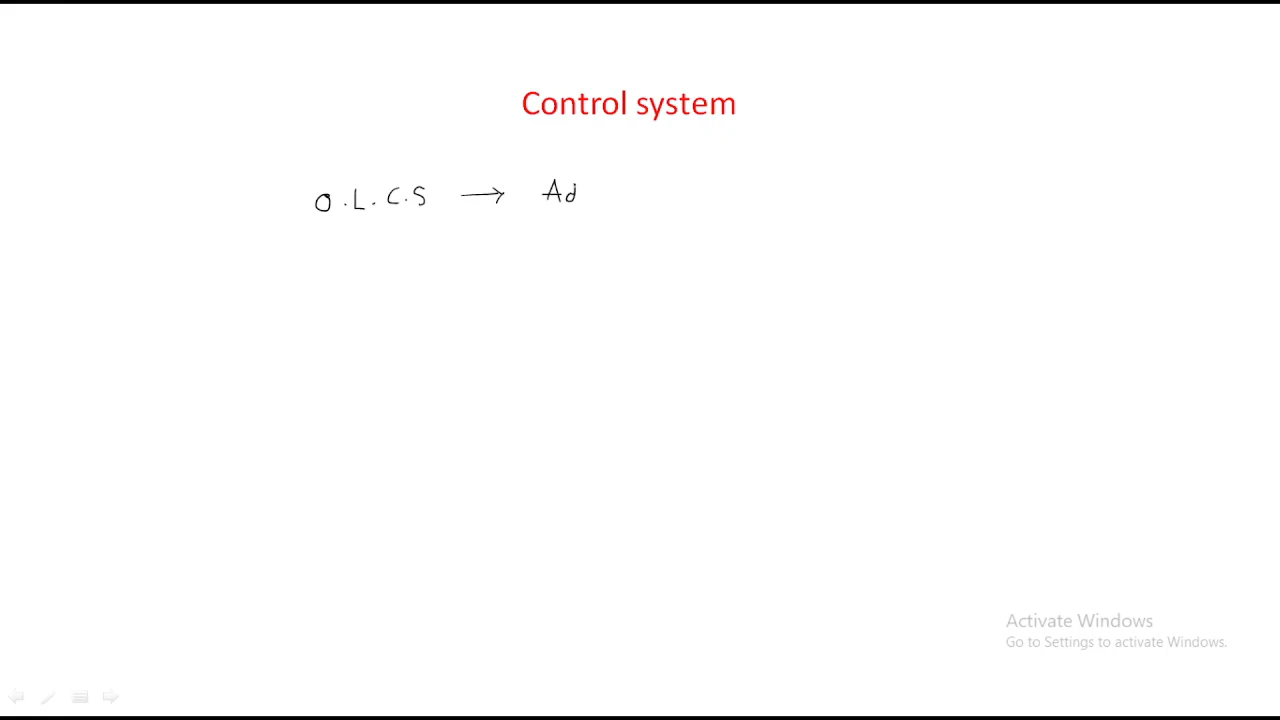 Control system
O.L.C.S → Ad
Activate Windows
Go to Settings to activate Windows.